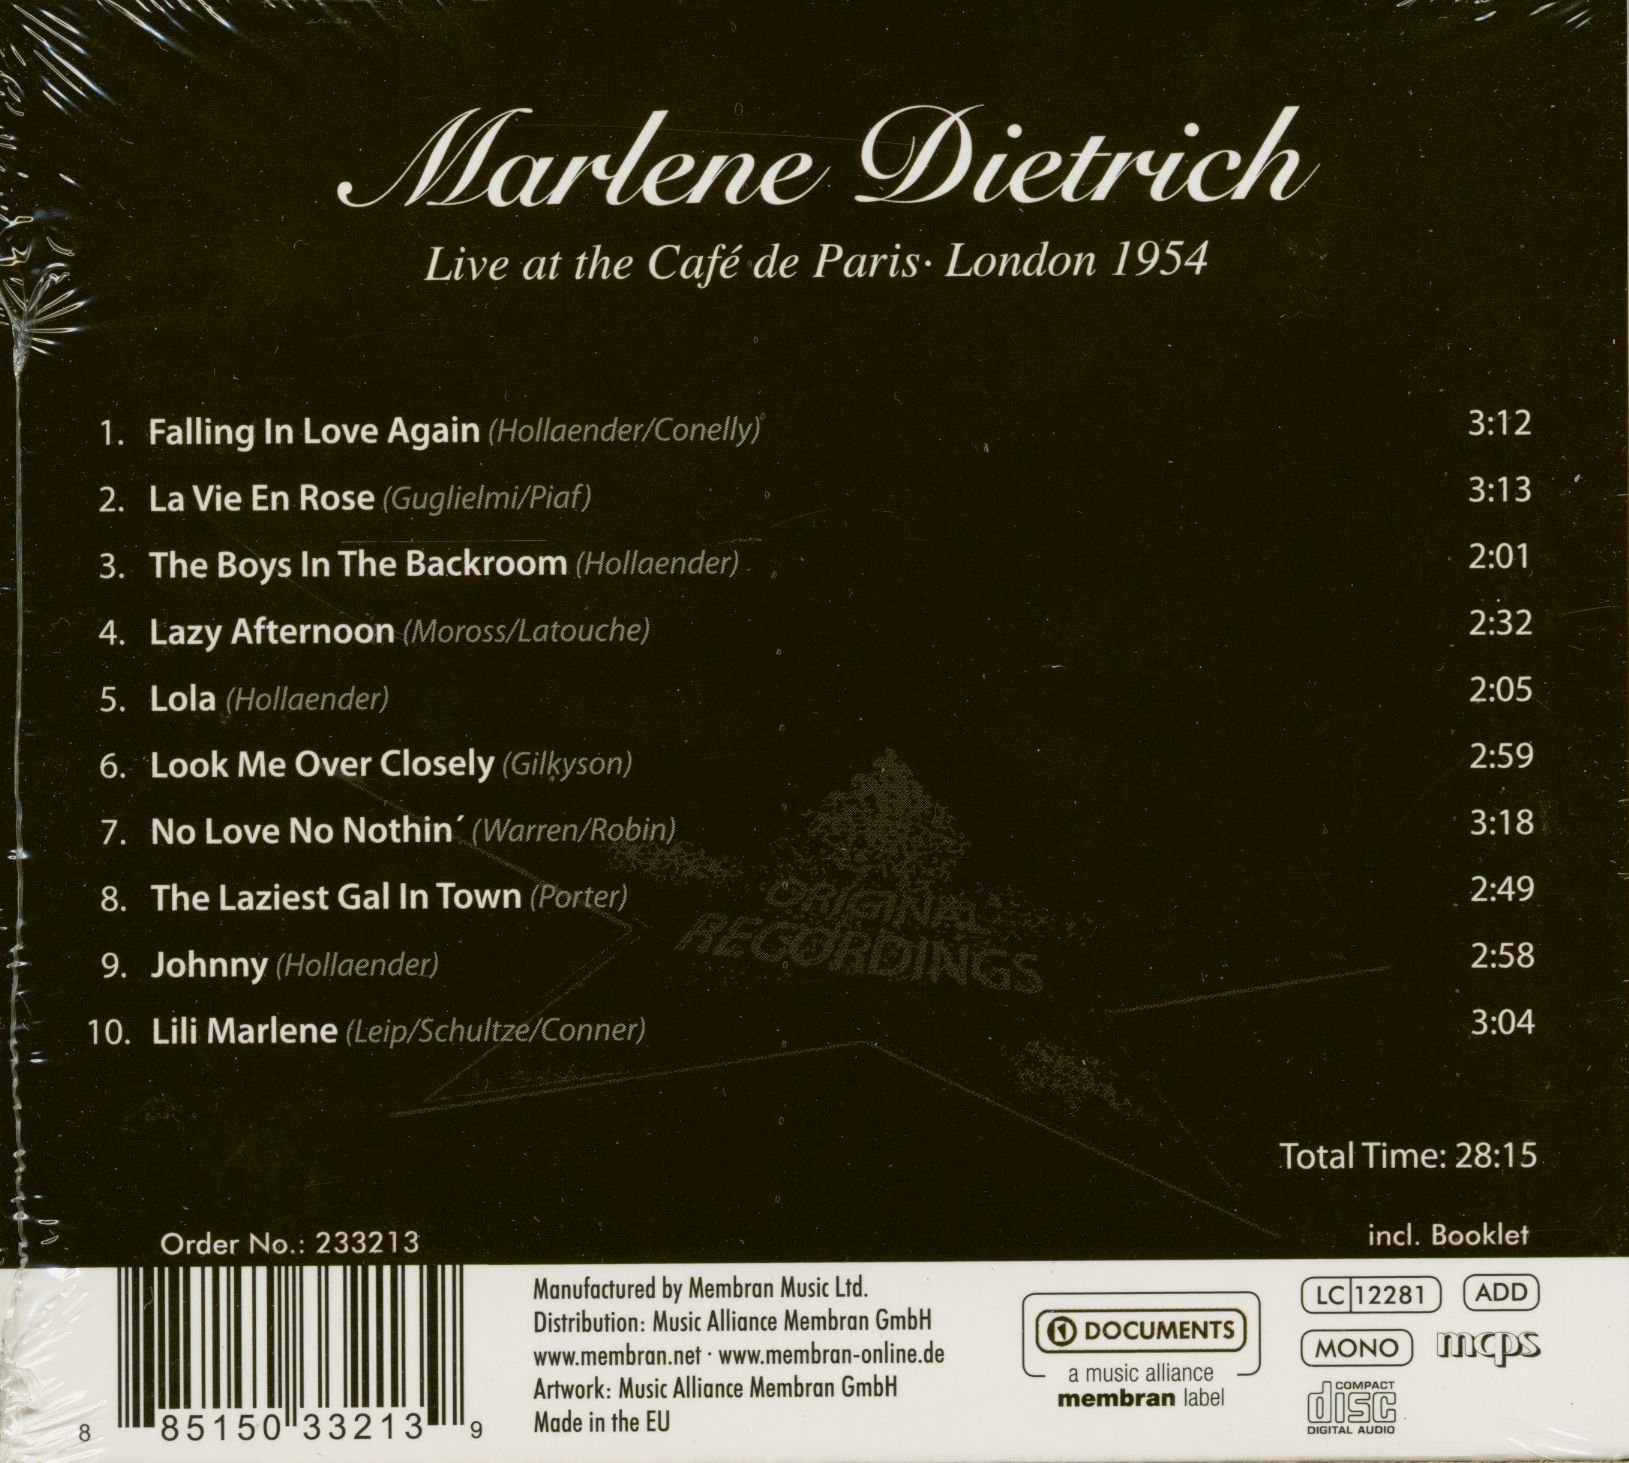 Marlene Dietrich
Live at the Café de Paris· London 1954
1. Falling In Love Again (Hollaender/Conelly) 3:12
2. La Vie En Rose (Guglielmi/Piaf) 3:13
3. The Boys In The Backroom (Hollaender) 2:01
4. Lazy Afternoon (Moross/Latouche) 2:32
5. Lola (Hollaender) 2:05
6. Look Me Over Closely (Gilkyson) 2:59
7. No Love No Nothin´ (Warren/Robin) 3:18
8. The Laziest Gal In Town (Porter) 2:49
9. Johnny (Hollaender) 2:58
10. Lili Marlene (Leip/Schultze/Conner) 3:04
ORIGINAL
RECORDINGS
Total Time: 28:15
incl. Booklet
Order No.: 233213
8 85150 33213 9
Manufactured by Membran Music Ltd.
Distribution: Music Alliance Membran GmbH
www.membran.net · www.membran-online.de
Artwork: Music Alliance Membran GmbH
Made in the EU
DOCUMENTS
a music alliance
membran label
LC 12281 ADD
MONO mcps
COMPACT
disc
DIGITAL AUDIO